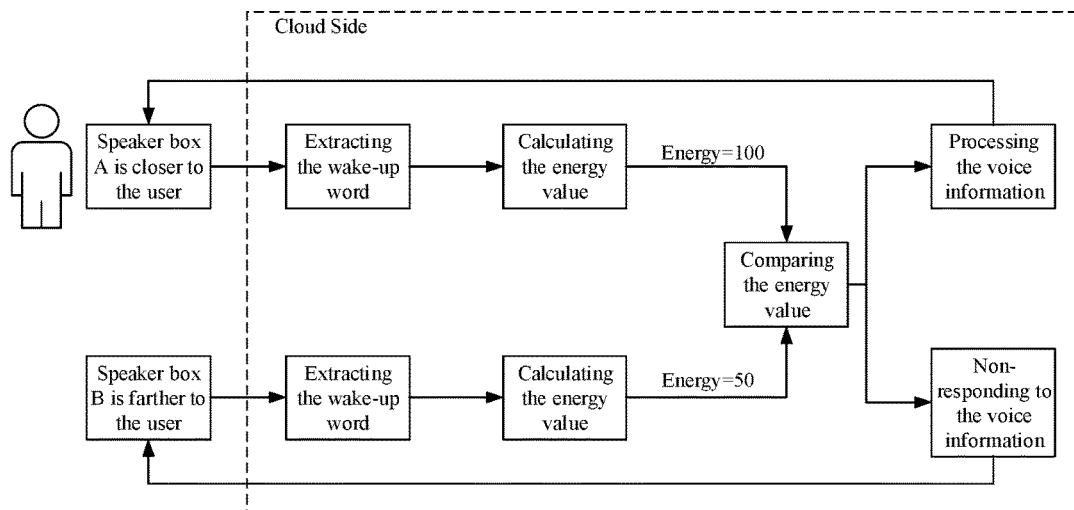 Cloud Side
Speaker box
A is closer to
the user
Extracting
the wake-up
word
Calculating
the energy
value
Energy=100
Processing
the voice
information
Comparing
the energy
value
Speaker box
B is farther to
the user
Extracting
the wake-up
word
Calculating
the energy
value
Energy=50
Non-
responding to
the voice
information